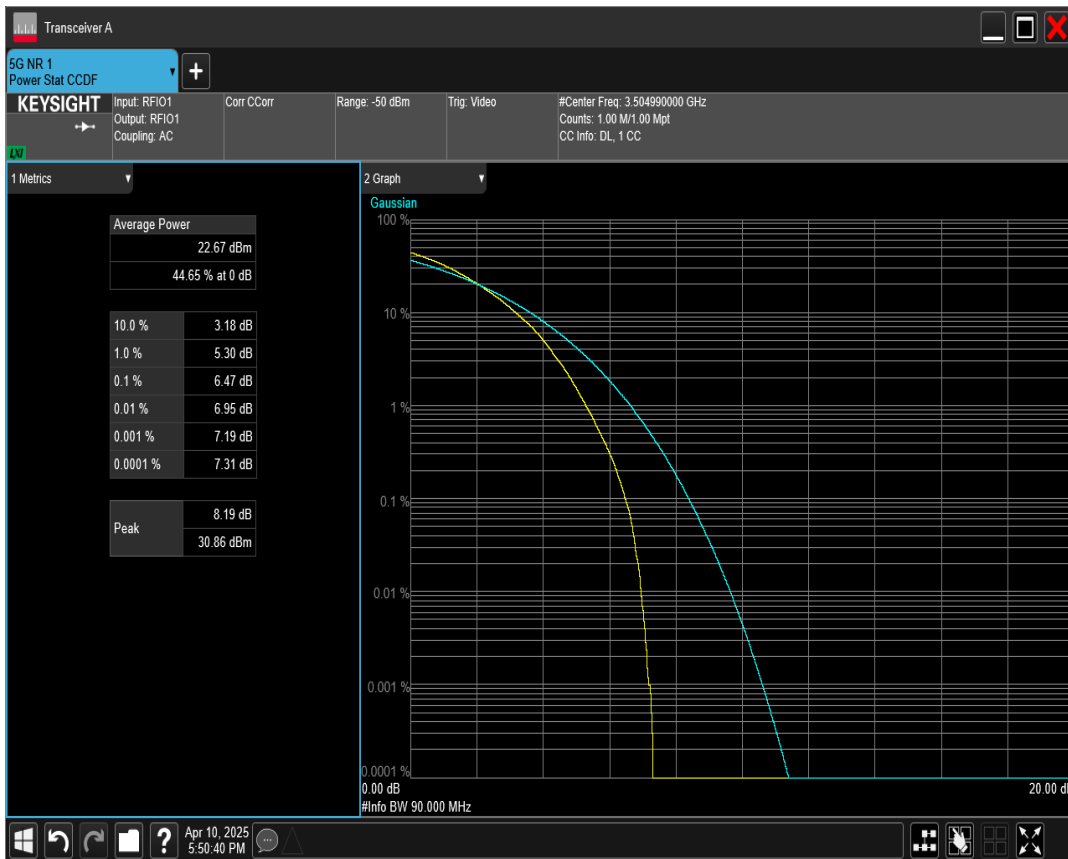 Transceiver A
5G NR 1
Power Stat CCDF
KEYSIGHT
LXI
Input: RFIO1
Output: RFIO1
Coupling: AC
Corr CCorr
Range: -50 dBm
Trig: Video
#Center Freq: 3.504990000 GHz
Counts: 1.00 M/1.00 Mpt
CC Info: DL, 1 CC
1 Metrics
Average Power
22.67 dBm
44.65 % at 0 dB
10.0 % 3.18 dB
1.0 % 5.30 dB
0.1 % 6.47 dB
0.01 % 6.95 dB
0.001 % 7.19 dB
0.0001 % 7.31 dB
Peak
8.19 dB
30.86 dBm
2 Graph
Gaussian
100 %
10 %
1 %
0.1 %
0.01 %
0.001 %
0.0001 %
0.00 dB 20.00 d
#Info BW 90.000 MHz
?
Apr 10, 2025
5:50:40 PM